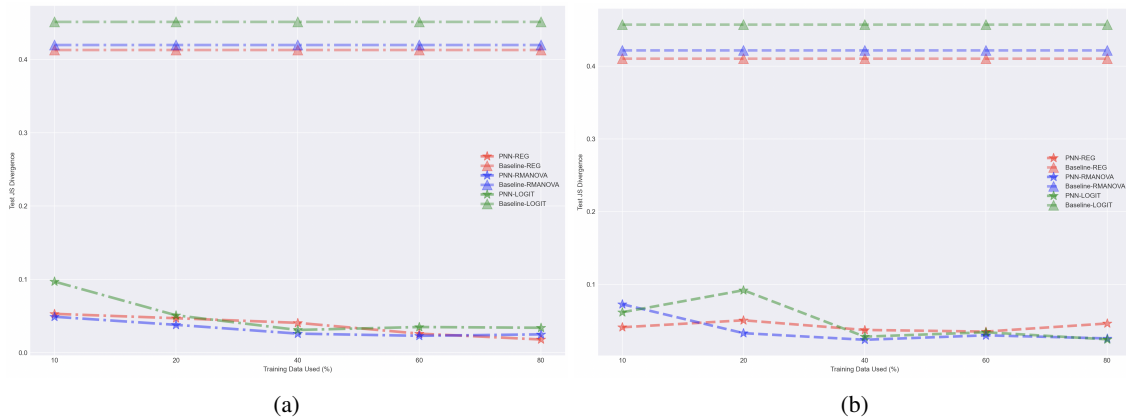 0.4
0.3
0.2
0.1
0.0
Test JS Divergence
PNN-REG
Baseline-REG
PNN-RMANOVA
Baseline-RMANOVA
PNN-LOGIT
Baseline-LOGIT
10 20 40 60 80
Training Data Used (%)
(a)
0.4
0.3
0.2
0.1
Test JS Divergence
PNN-REG
Baseline-REG
PNN-RMANOVA
Baseline-RMANOVA
PNN-LOGIT
Baseline-LOGIT
10 20 40 60 80
Training Data Used (%)
(b)